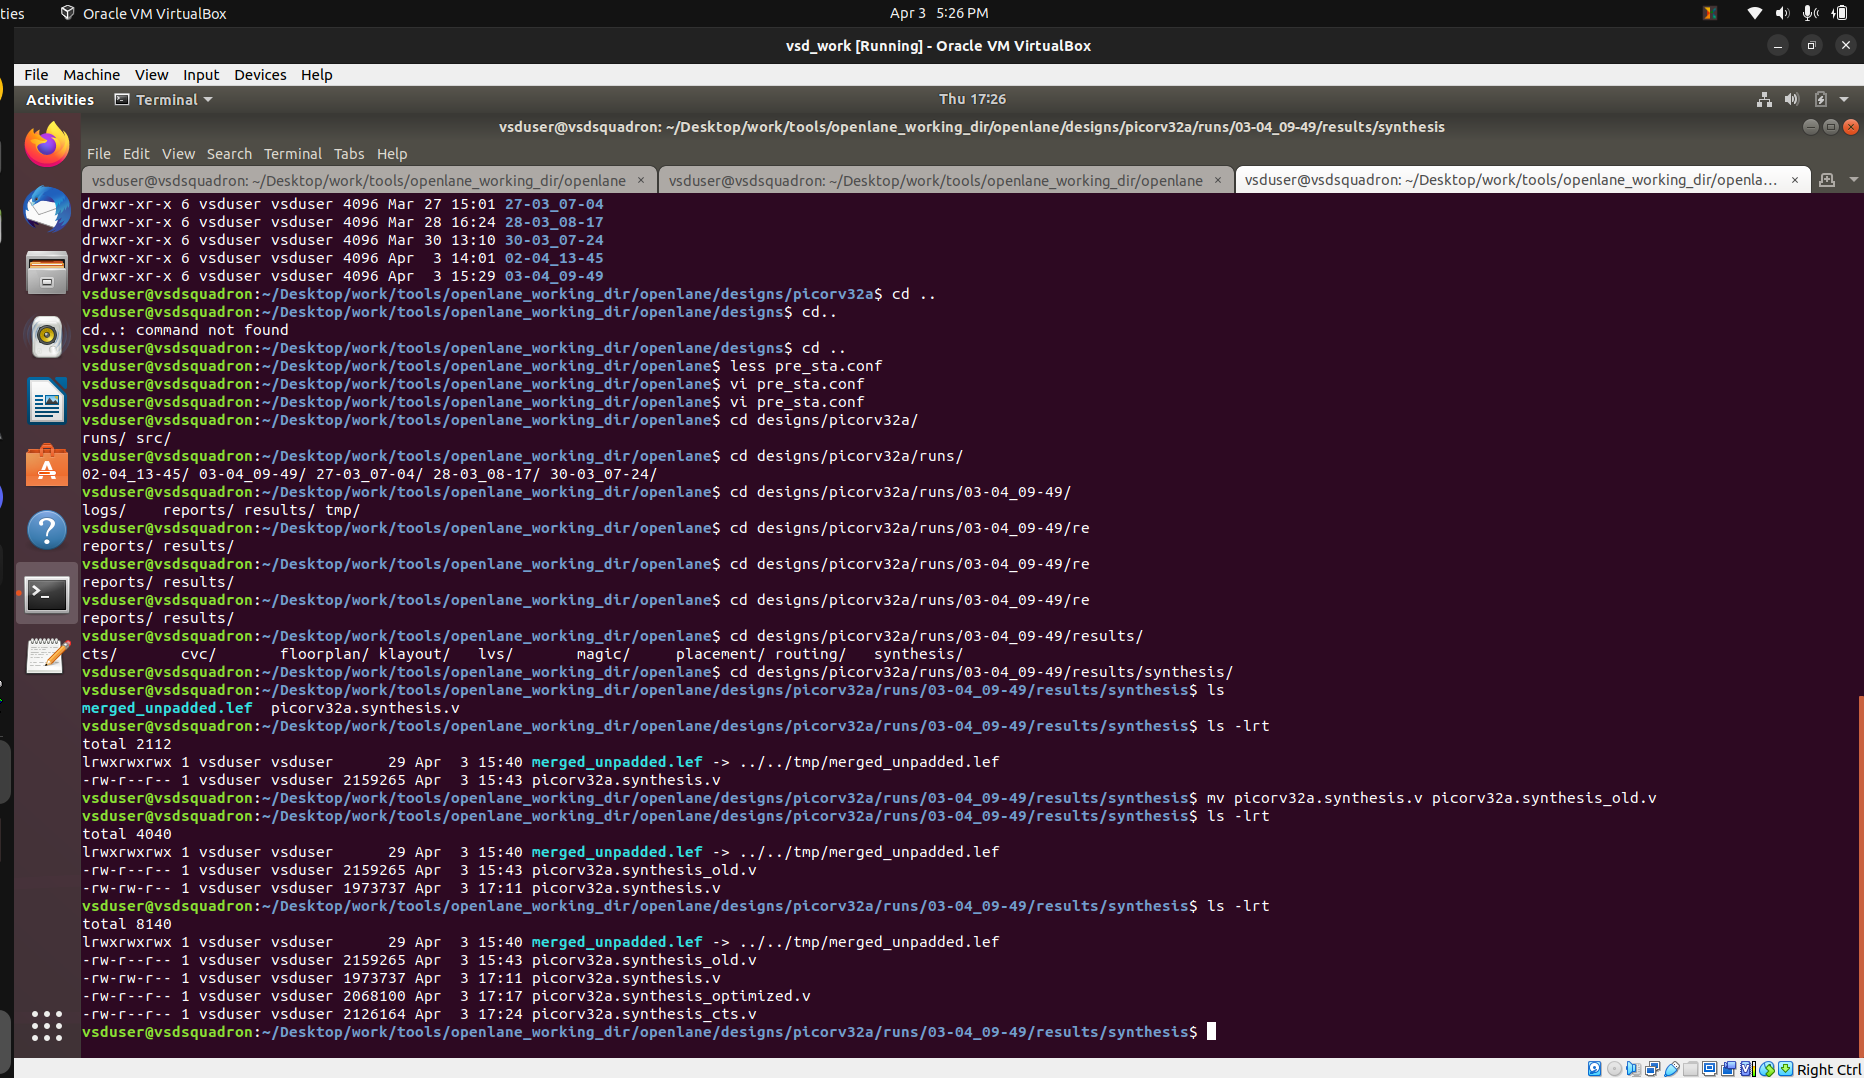 ties Oracle VM VirtualBox Apr 3 5:26 PM
vsd_work [Running] - Oracle VM VirtualBox
File Machine View Input Devices Help
Activities Terminal Thu 17:26
vsduser@vsdsquadron: ~/Desktop/work/tools/openlane_working_dir/openlane/designs/picorv32a/runs/03-04_09-49/results/synthesis
File Edit View Search Terminal Tabs Help
vsduser@vsdsquadron: ~/Desktop/work/tools/openlane_working_dir/openlane × vsduser@vsdsquadron: ~/Desktop/work/tools/openlane_working_dir/openlane × vsduser@vsdsquadron: ~/Desktop/work/tools/openlane_working_dir/openla... ×
drwxr-xr-x 6 vsduser vsduser 4096 Mar 27 15:01 27-03_07-04
drwxr-xr-x 6 vsduser vsduser 4096 Mar 28 16:24 28-03_08-17
drwxr-xr-x 6 vsduser vsduser 4096 Mar 30 13:10 30-03_07-24
drwxr-xr-x 6 vsduser vsduser 4096 Apr  3 14:01 02-04_13-45
drwxr-xr-x 6 vsduser vsduser 4096 Apr  3 15:29 03-04_09-49
vsduser@vsdsquadron:~/Desktop/work/tools/openlane_working_dir/openlane/designs/picorv32a$ cd ..
vsduser@vsdsquadron:~/Desktop/work/tools/openlane_working_dir/openlane/designs$ cd..
cd..: command not found
vsduser@vsdsquadron:~/Desktop/work/tools/openlane_working_dir/openlane/designs$ cd ..
vsduser@vsdsquadron:~/Desktop/work/tools/openlane_working_dir/openlane$ less pre_sta.conf
vsduser@vsdsquadron:~/Desktop/work/tools/openlane_working_dir/openlane$ vi pre_sta.conf
vsduser@vsdsquadron:~/Desktop/work/tools/openlane_working_dir/openlane$ vi pre_sta.conf
vsduser@vsdsquadron:~/Desktop/work/tools/openlane_working_dir/openlane$ cd designs/picorv32a/
runs/ src/
vsduser@vsdsquadron:~/Desktop/work/tools/openlane_working_dir/openlane$ cd designs/picorv32a/runs/
02-04_13-45/ 03-04_09-49/ 27-03_07-04/ 28-03_08-17/ 30-03_07-24/
vsduser@vsdsquadron:~/Desktop/work/tools/openlane_working_dir/openlane$ cd designs/picorv32a/runs/03-04_09-49/
logs/    reports/ results/ tmp/
vsduser@vsdsquadron:~/Desktop/work/tools/openlane_working_dir/openlane$ cd designs/picorv32a/runs/03-04_09-49/re
reports/ results/
vsduser@vsdsquadron:~/Desktop/work/tools/openlane_working_dir/openlane$ cd designs/picorv32a/runs/03-04_09-49/re
reports/ results/
vsduser@vsdsquadron:~/Desktop/work/tools/openlane_working_dir/openlane$ cd designs/picorv32a/runs/03-04_09-49/re
reports/ results/
vsduser@vsdsquadron:~/Desktop/work/tools/openlane_working_dir/openlane$ cd designs/picorv32a/runs/03-04_09-49/results/
cts/       cvc/       floorplan/ klayout/   lvs/       magic/     placement/ routing/   synthesis/
vsduser@vsdsquadron:~/Desktop/work/tools/openlane_working_dir/openlane$ cd designs/picorv32a/runs/03-04_09-49/results/synthesis/
vsduser@vsdsquadron:~/Desktop/work/tools/openlane_working_dir/openlane/designs/picorv32a/runs/03-04_09-49/results/synthesis$ ls
merged_unpadded.lef  picorv32a.synthesis.v
vsduser@vsdsquadron:~/Desktop/work/tools/openlane_working_dir/openlane/designs/picorv32a/runs/03-04_09-49/results/synthesis$ ls -lrt
total 2112
lrwxrwxrwx 1 vsduser vsduser      29 Apr  3 15:40 merged_unpadded.lef -> ../../tmp/merged_unpadded.lef
-rw-r--r-- 1 vsduser vsduser 2159265 Apr  3 15:43 picorv32a.synthesis.v
vsduser@vsdsquadron:~/Desktop/work/tools/openlane_working_dir/openlane/designs/picorv32a/runs/03-04_09-49/results/synthesis$ mv picorv32a.synthesis.v picorv32a.synthesis_old.v
vsduser@vsdsquadron:~/Desktop/work/tools/openlane_working_dir/openlane/designs/picorv32a/runs/03-04_09-49/results/synthesis$ ls -lrt
total 4040
lrwxrwxrwx 1 vsduser vsduser      29 Apr  3 15:40 merged_unpadded.lef -> ../../tmp/merged_unpadded.lef
-rw-r--r-- 1 vsduser vsduser 2159265 Apr  3 15:43 picorv32a.synthesis_old.v
-rw-rw-r-- 1 vsduser vsduser 1973737 Apr  3 17:11 picorv32a.synthesis.v
vsduser@vsdsquadron:~/Desktop/work/tools/openlane_working_dir/openlane/designs/picorv32a/runs/03-04_09-49/results/synthesis$ ls -lrt
total 8140
lrwxrwxrwx 1 vsduser vsduser      29 Apr  3 15:40 merged_unpadded.lef -> ../../tmp/merged_unpadded.lef
-rw-r--r-- 1 vsduser vsduser 2159265 Apr  3 15:43 picorv32a.synthesis_old.v
-rw-rw-r-- 1 vsduser vsduser 1973737 Apr  3 17:11 picorv32a.synthesis.v
-rw-r--r-- 1 vsduser vsduser 2068100 Apr  3 17:17 picorv32a.synthesis_optimized.v
-rw-r--r-- 1 vsduser vsduser 2126164 Apr  3 17:24 picorv32a.synthesis_cts.v
vsduser@vsdsquadron:~/Desktop/work/tools/openlane_working_dir/openlane/designs/picorv32a/runs/03-04_09-49/results/synthesis$
Right Ctrl